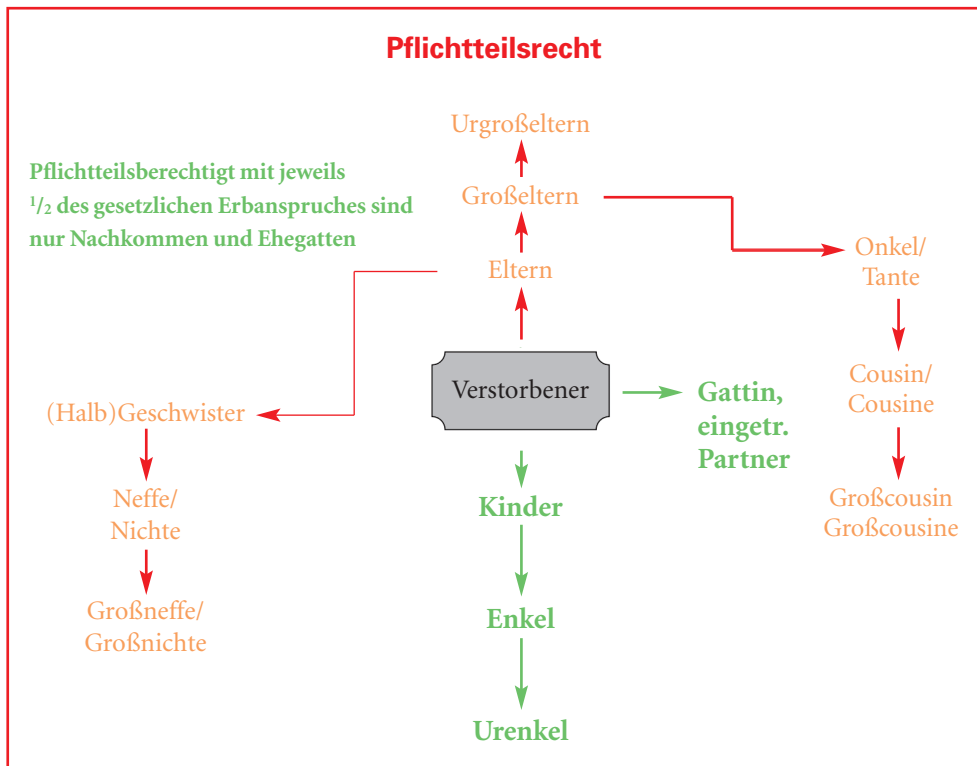 Pflichtteilsrecht
Urgroßeltern
Pflichtteilsberechtigt mit jeweils
1/2 des gesetzlichen Erbanspruches sind
nur Nachkommen und Ehegatten
Großeltern
Eltern
Onkel/
Tante
Verstorbener
Gattin,
eingetr.
Partner
Cousin/
Cousine
(Halb)Geschwister
Neffe/
Nichte
Kinder
Großcousin
Großcousine
Großneffe/
Großnichte
Enkel
Urenkel